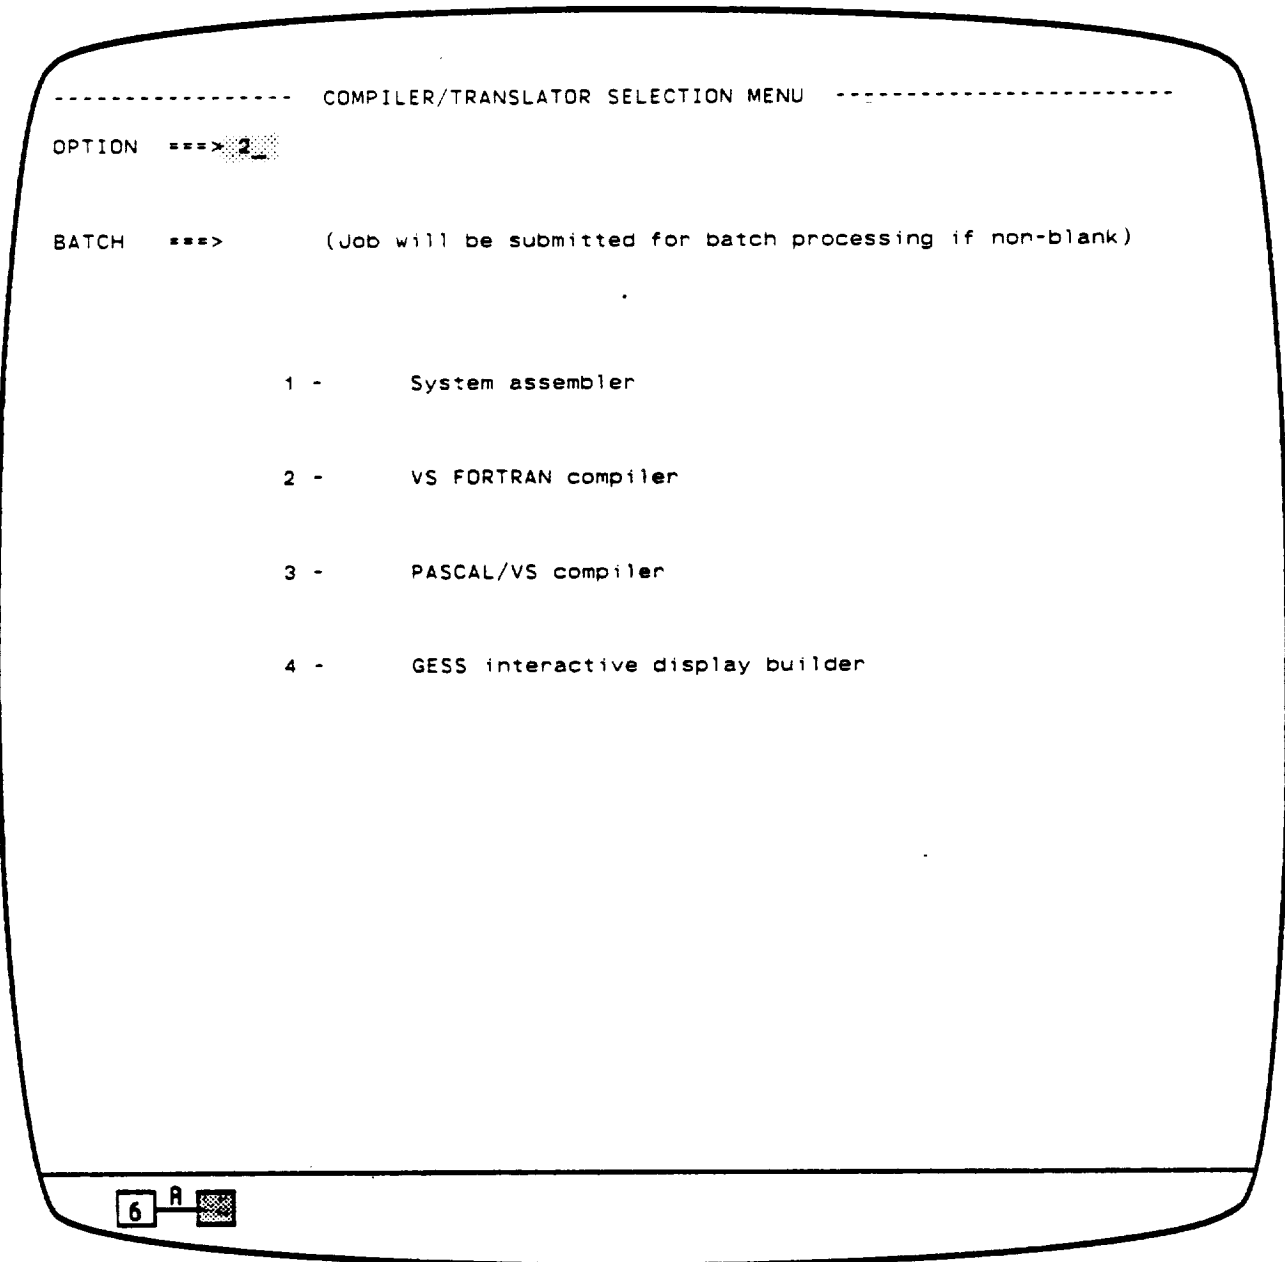 ----------------- COMPILER/TRANSLATOR SELECTION MENU ------------------------
OPTION ===> 2_
BATCH ===> (Job will be submitted for batch processing if non-blank)
1 - System assembler
2 - VS FORTRAN compiler
3 - PASCAL/VS compiler
4 - GESS interactive display builder
6 A